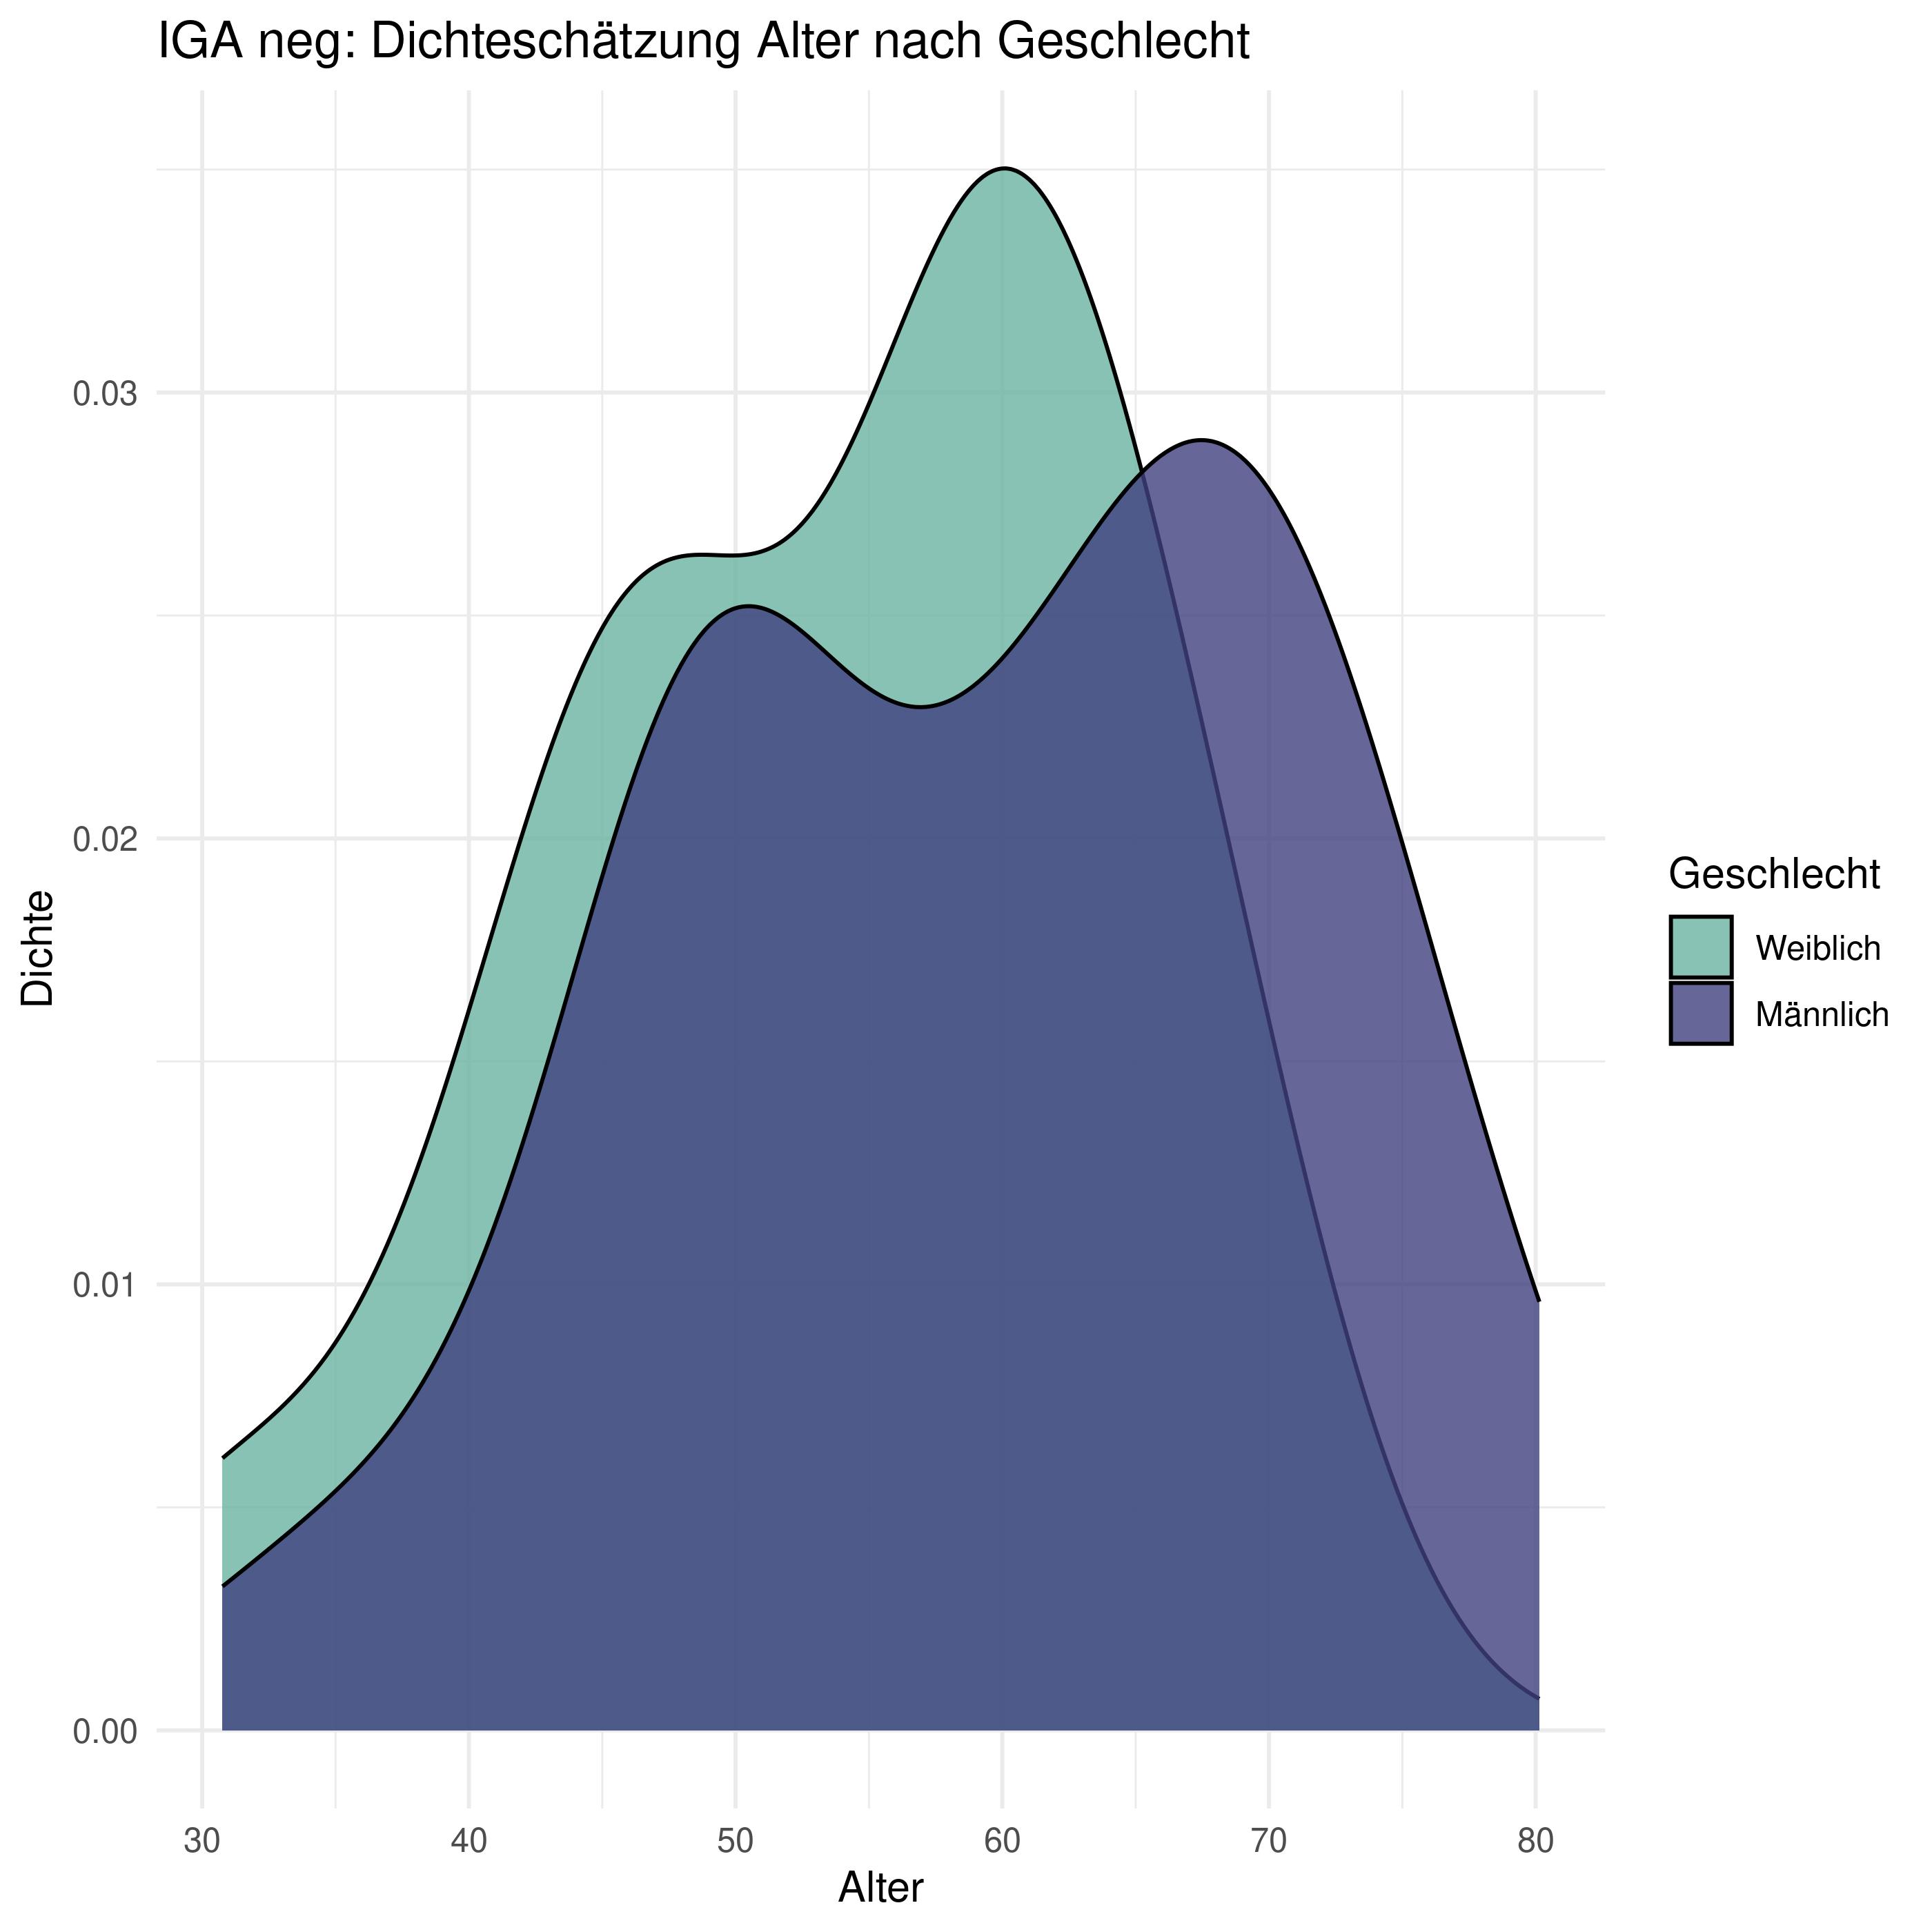 IGA neg: Dichteschätzung Alter nach Geschlecht
0.03
0.02
0.01
0.00
Dichte
30 40 50 60 70 80
Alter
Geschlecht
Weiblich
Männlich